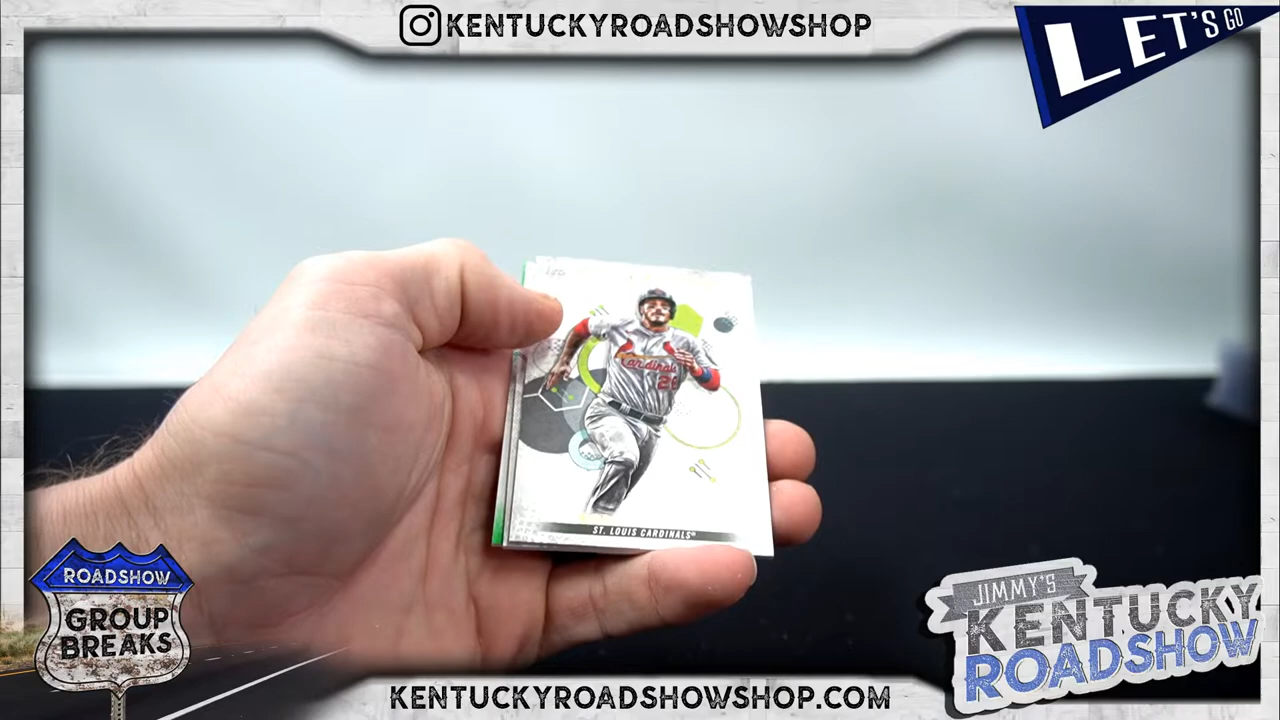 KENTUCKYROADSHOWSHOP
LET'S GO
Cardinals
ST. LOUIS CARDINALS®
ROADSHOW
GROUP
BREAKS
JIMMY'S
KENTUCKY
ROADSHOW
KENTUCKYROADSHOWSHOP.COM